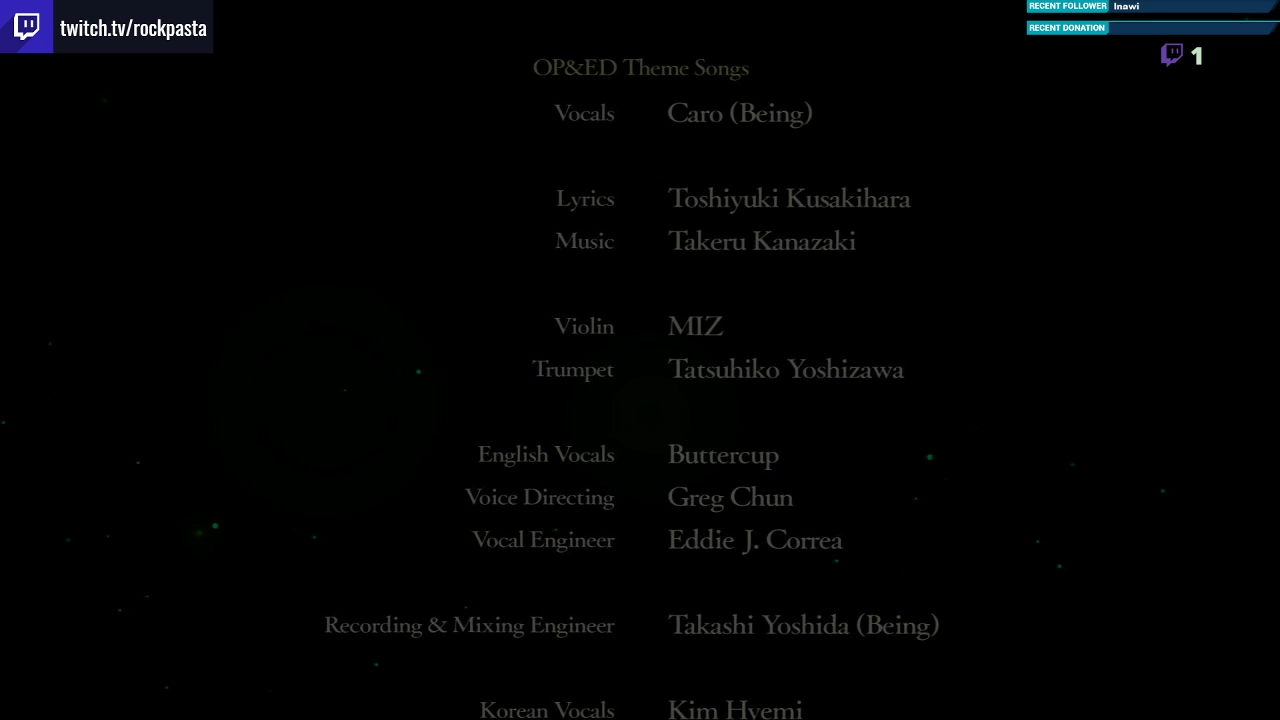 twitch.tv/rockpasta
RECENT FOLLOWER Inawi
RECENT DONATION
1
OP&ED Theme Songs
Vocals Caro (Being)
Lyrics Toshiyuki Kusakihara
Music Takeru Kanazaki
Violin MIZ
Trumpet Tatsuhiko Yoshizawa
English Vocals Buttercup
Voice Directing Greg Chun
Vocal Engineer Eddie J. Correa
Recording & Mixing Engineer Takashi Yoshida (Being)
Korean Vocals Kim Hyemi